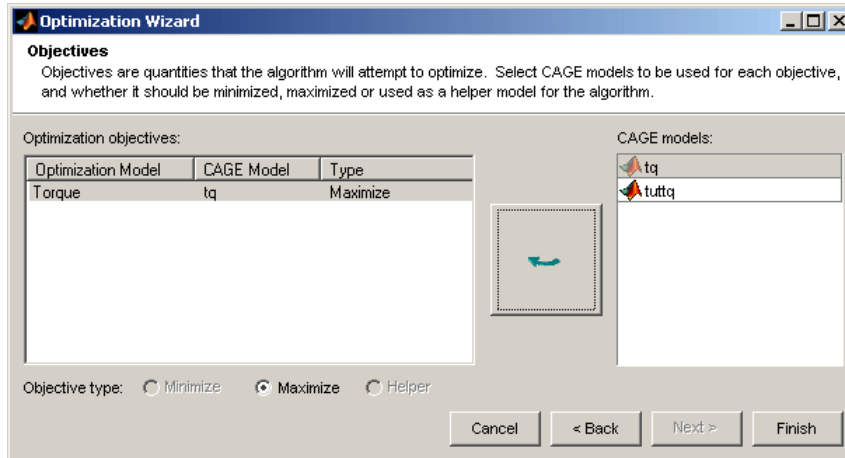 Optimization Wizard
Objectives
Objectives are quantities that the algorithm will attempt to optimize. Select CAGE models to be used for each objective,
and whether it should be minimized, maximized or used as a helper model for the algorithm.
Optimization objectives:
CAGE models:
Optimization Model CAGE Model Type
Torque tq Maximize
tq
tuttq
Objective type: Minimize Maximize Helper
Cancel < Back Next > Finish